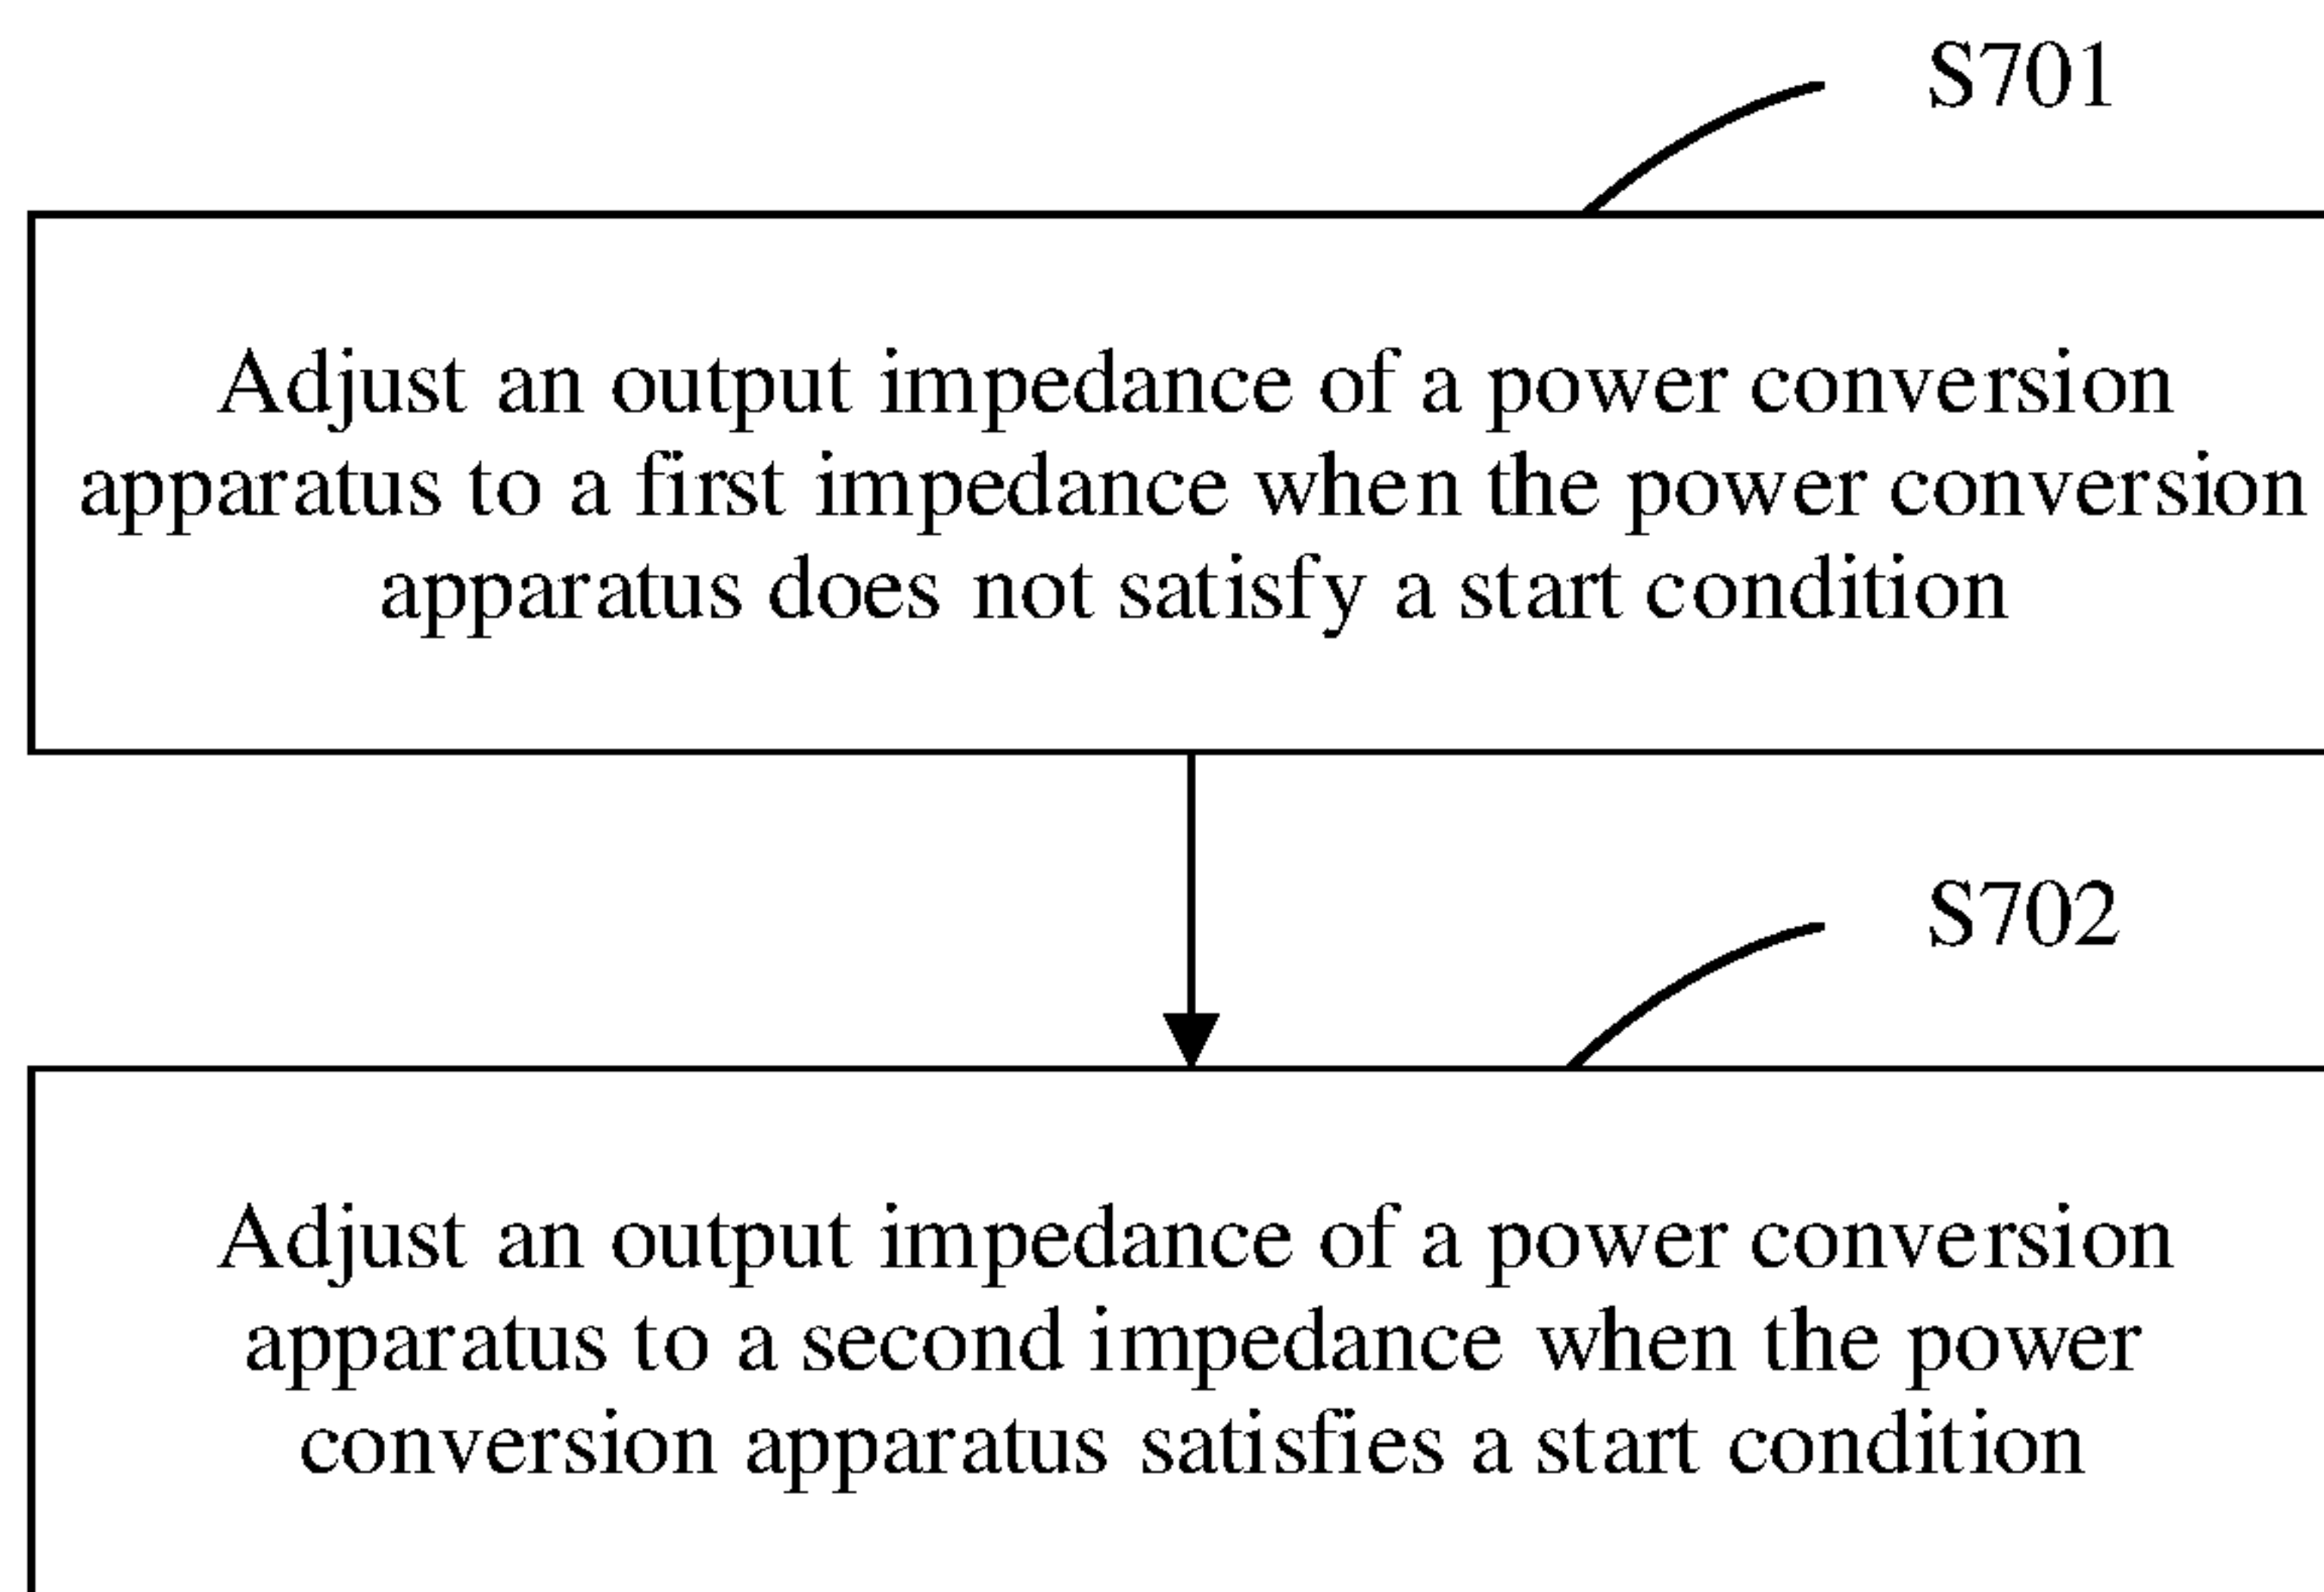 S701
Adjust an output impedance of a power conversion
apparatus to a first impedance when the power conversion
apparatus does not satisfy a start condition
S702
Adjust an output impedance of a power conversion
apparatus to a second impedance when the power
conversion apparatus satisfies a start condition